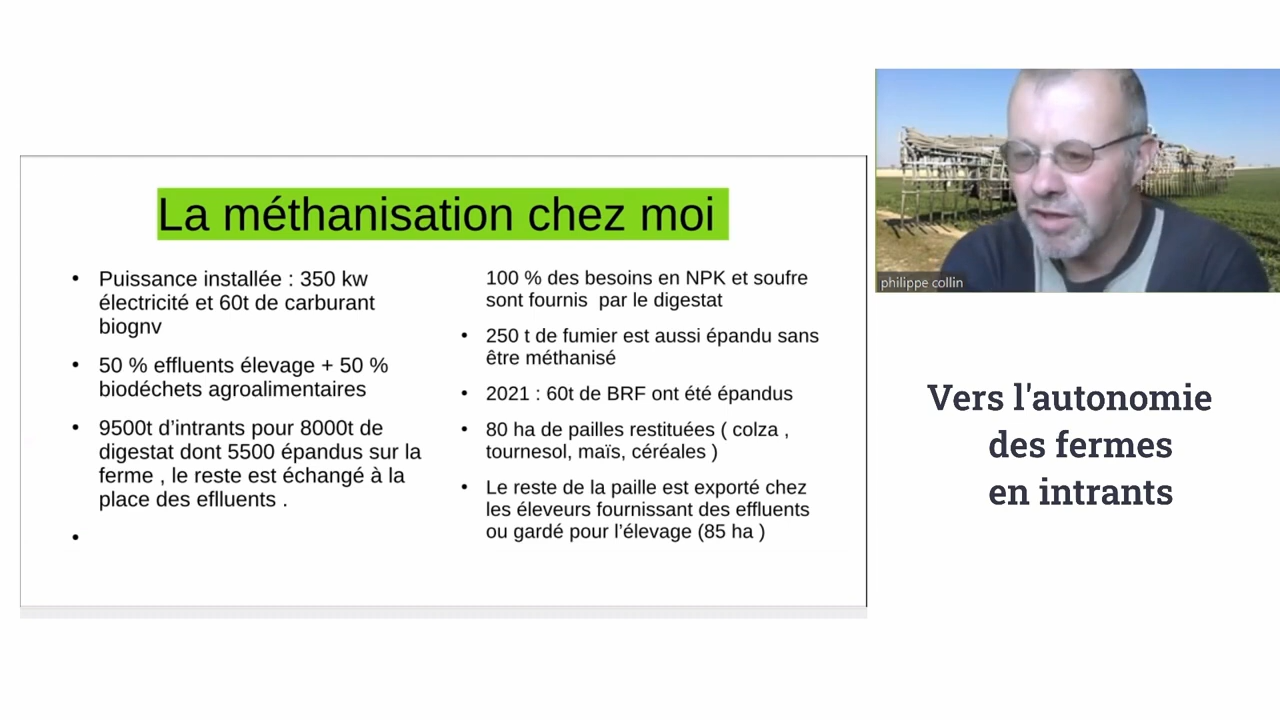 La méthanisation chez moi
• Puissance installée : 350 kw
électricité et 60t de carburant
biognv
• 50 % effluents élevage + 50 %
biodéchets agroalimentaires
• 9500t d’intrants pour 8000t de
digestat dont 5500 épandus sur la
ferme , le reste est échangé à la
place des eflluents .
•
100 % des besoins en NPK et soufre
sont fournis  par le digestat
• 250 t de fumier est aussi épandu sans
être méthanisé
• 2021 : 60t de BRF ont été épandus
• 80 ha de pailles restituées ( colza ,
tournesol, maïs, céréales )
• Le reste de la paille est exporté chez
les éleveurs fournissant des effluents
ou gardé pour l’élevage (85 ha )
philippe collin
Vers l'autonomie
des fermes
en intrants